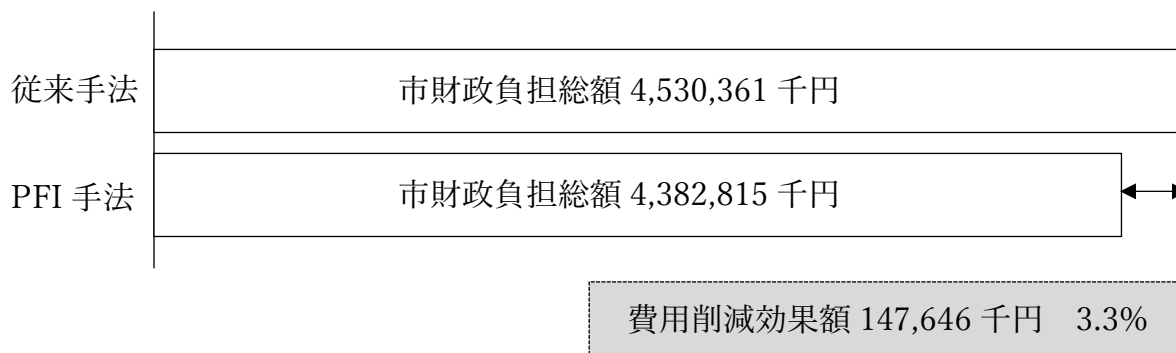 従来手法
市財政負担総額 4,530,361 千円
PFI 手法
市財政負担総額 4,382,815 千円
費用削減効果額 147,646 千円　3.3%